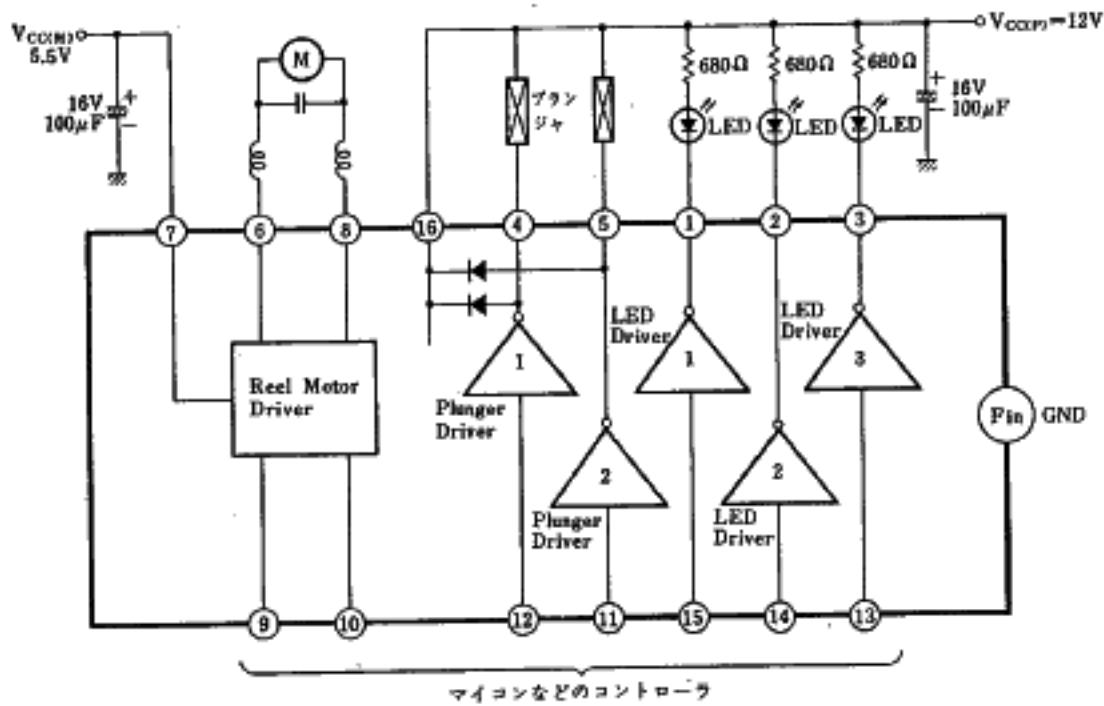 V_CC(M)
5.5V
16V
100μF
+
−
M
プラン
ジャ
680Ω
680Ω
680Ω
LED
LED
LED
V_CC(P)=12V
+
−
16V
100μF
7
6
8
16
4
5
1
2
3
Reel Motor
Driver
1
Plunger
Driver
2
Plunger
Driver
LED
Driver
1
2
LED
Driver
LED
Driver
3
Fin
GND
9
10
12
11
15
14
13
マイコンなどのコントローラ